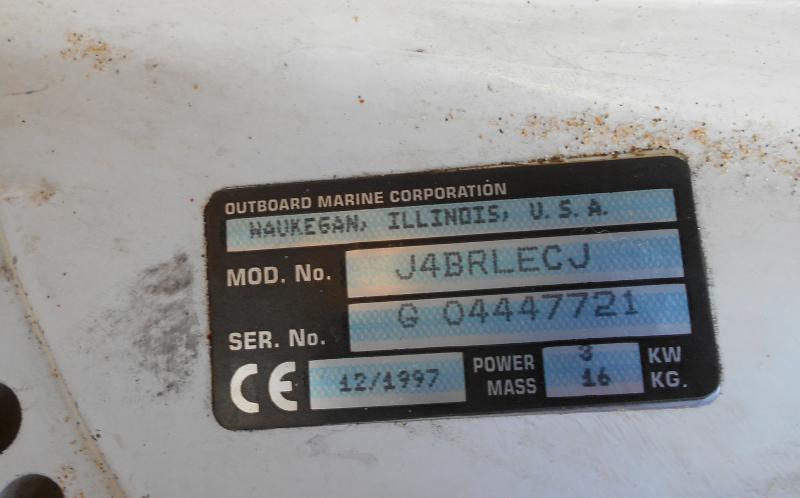 OUTBOARD MARINE CORPORATION
WAUKEGAN, ILLINOIS, U.S.A.
MOD. No. J4BRLECJ
SER. No. G 04447721
CE 12/1997 POWER 3 KW
MASS 16 KG.